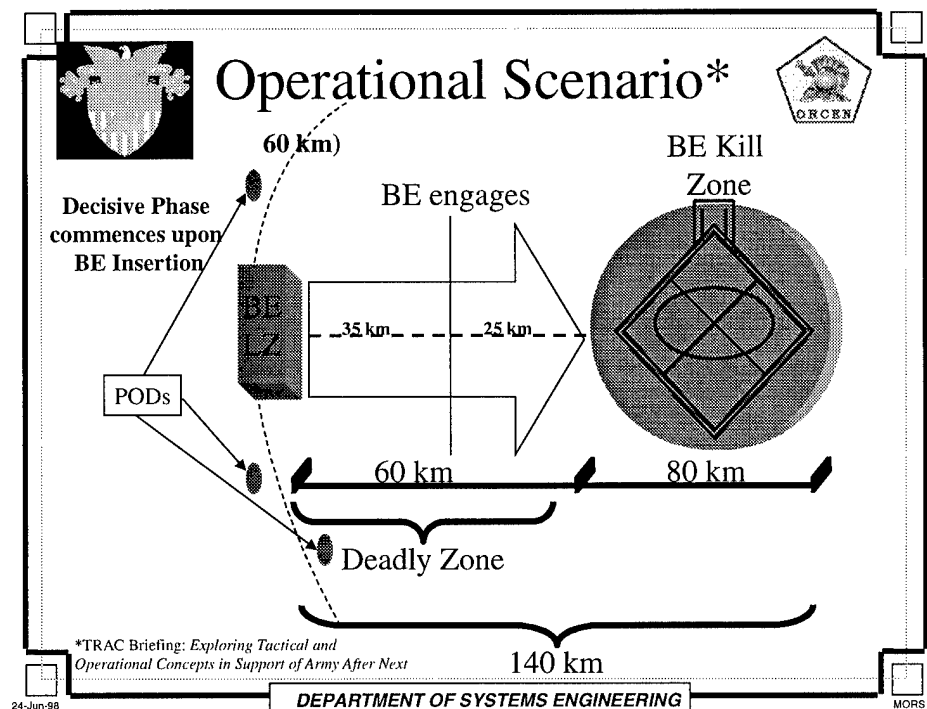 Operational Scenario*
ORCEN
60 km)
BE Kill
Zone
Decisive Phase
commences upon
BE Insertion
BE engages
BE
LZ
35 km
25 km
PODs
60 km
80 km
Deadly Zone
140 km
*TRAC Briefing: Exploring Tactical and
Operational Concepts in Support of Army After Next
24-Jun-98
DEPARTMENT OF SYSTEMS ENGINEERING
MORS